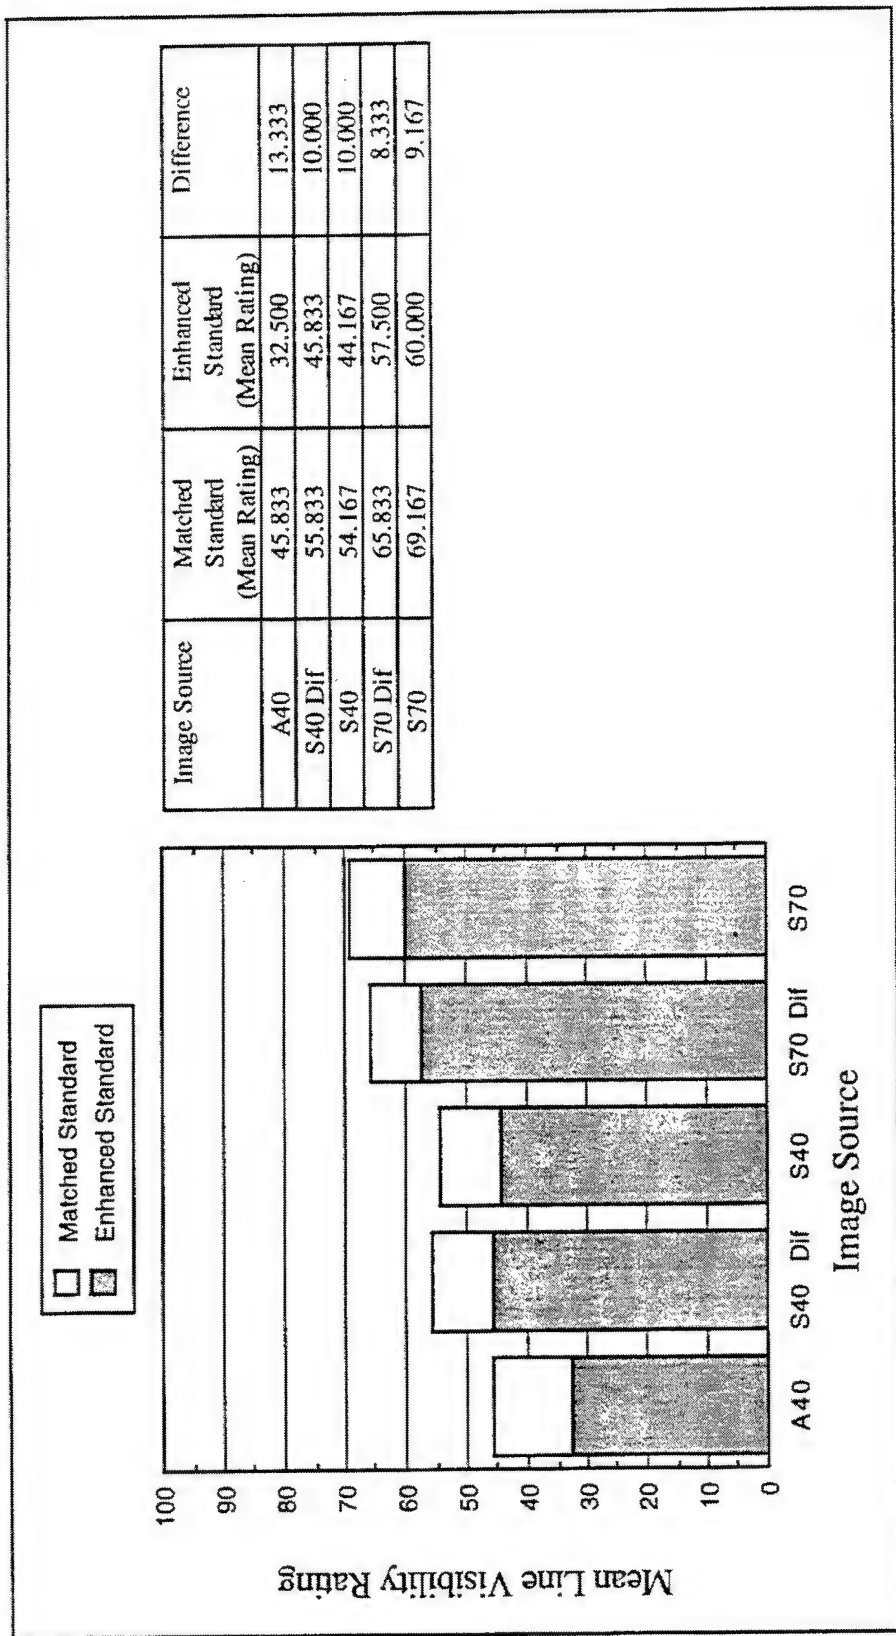 Matched Standard
Enhanced Standard
Mean Line Visibility Rating
100
90
80
70
60
50
40
30
20
10
0
A40
S40 Dif
S40
S70 Dif
S70
Image Source
Image Source Matched Standard (Mean Rating) Enhanced Standard (Mean Rating) Difference
A40 45.833 32.500 13.333
S40 Dif 55.833 45.833 10.000
S40 54.167 44.167 10.000
S70 Dif 65.833 57.500 8.333
S70 69.167 60.000 9.167